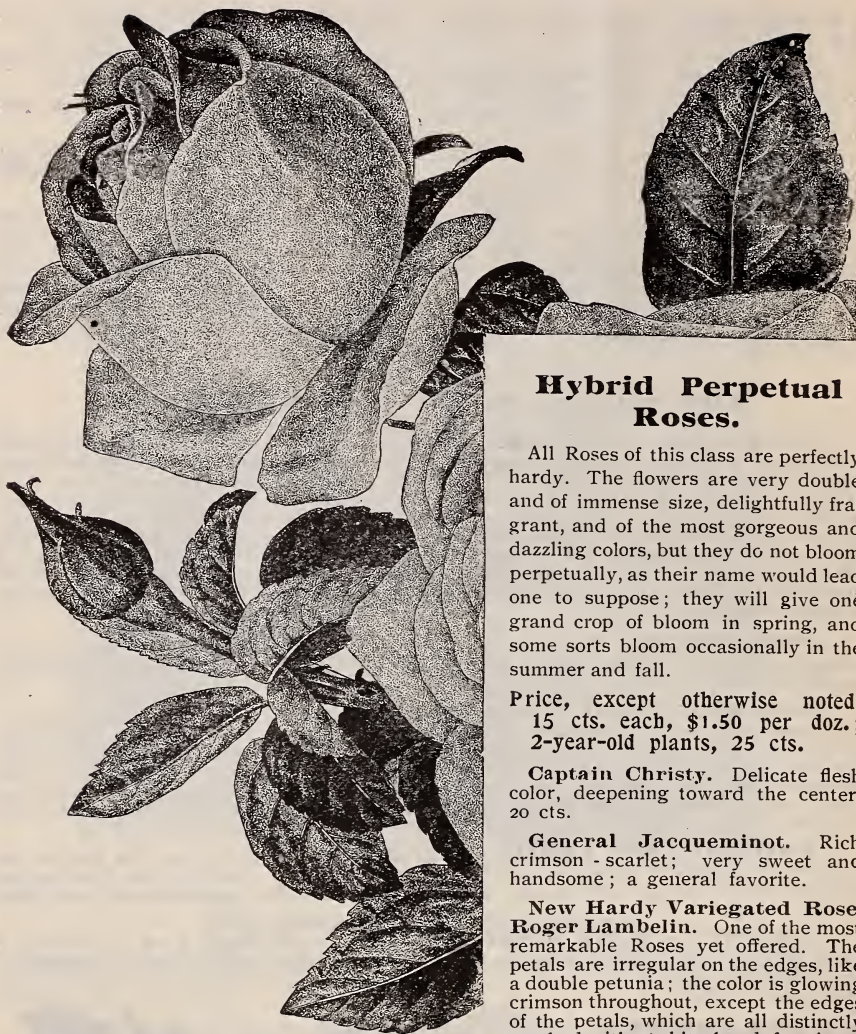 Hybrid Perpetual
Roses.
All Roses of this class are perfectly
hardy. The flowers are very double
and of immense size, delightfully fra-
grant, and of the most gorgeous and
dazzling colors, but they do not bloom
perpetually, as their name would lead
one to suppose; they will give one
grand crop of bloom in spring, and
some sorts bloom occasionally in the
summer and fall.
Price, except otherwise noted,
15 cts. each, $1.50 per doz.;
2-year-old plants, 25 cts.
Captain Christy. Delicate flesh
color, deepening toward the center.
20 cts.
General Jacqueminot. Rich
crimson-scarlet; very sweet and
handsome; a general favorite.
New Hardy Variegated Rose,
Roger Lambelin. One of the most
remarkable Roses yet offered. The
petals are irregular on the edges, like
a double petunia; the color is glowing
crimson throughout, except the edges
of the petals, which are all distinctly